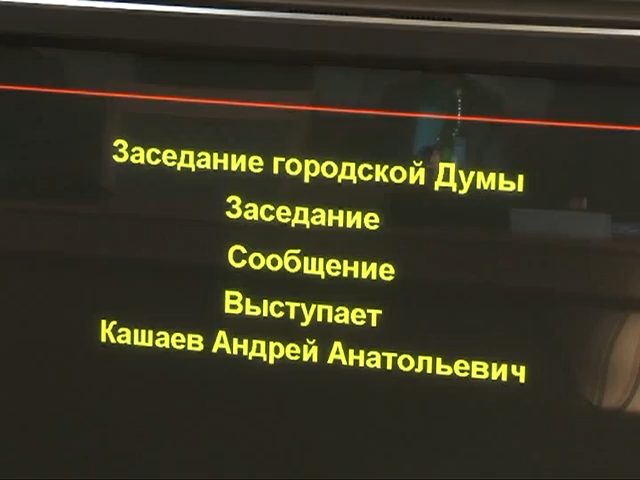 Заседание городской Думы
Заседание
Сообщение
Выступает
Кашаев Андрей Анатольевич